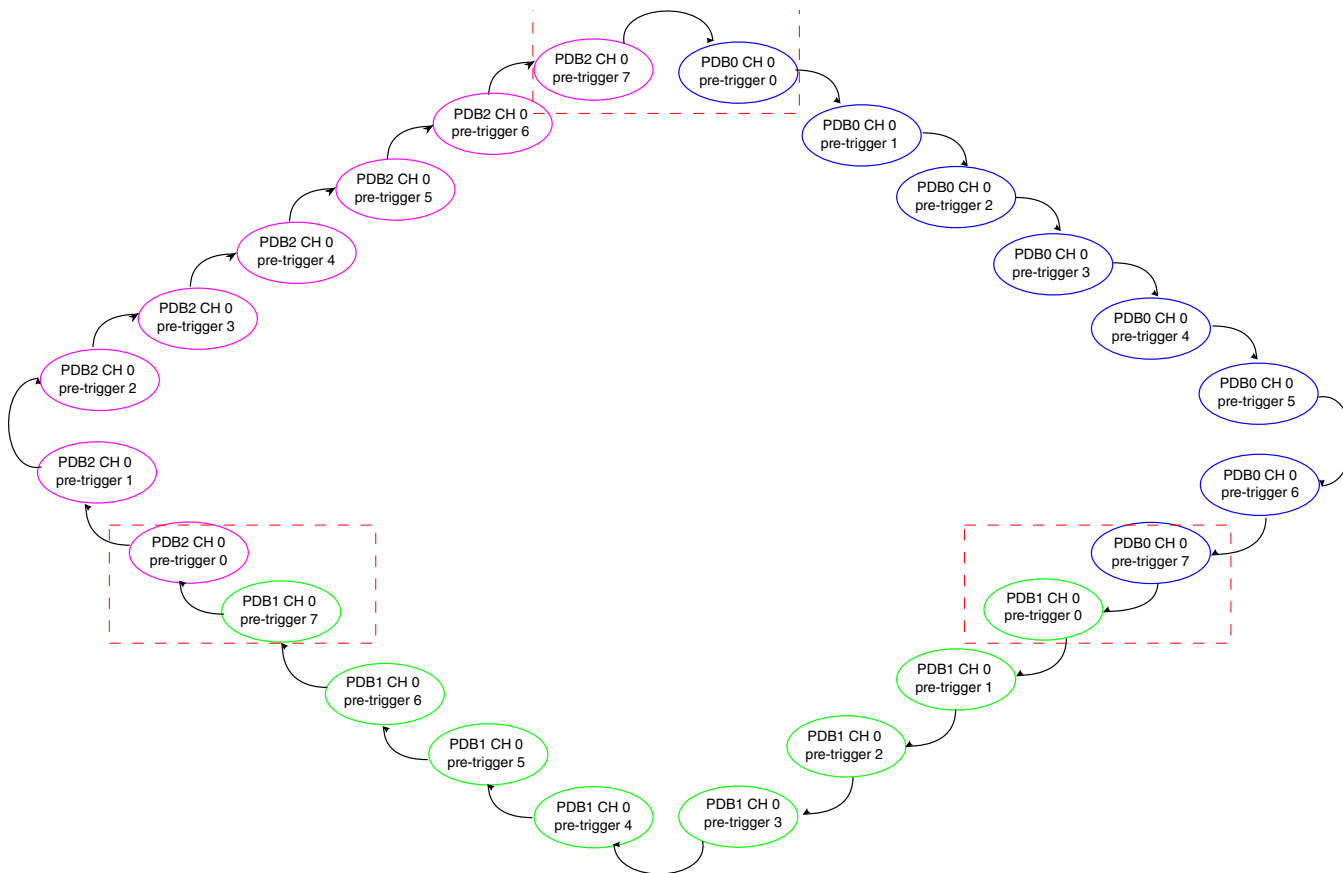 PDB2 CH 0
pre-trigger 7
PDB0 CH 0
pre-trigger 0
PDB0 CH 0
pre-trigger 1
PDB0 CH 0
pre-trigger 2
PDB0 CH 0
pre-trigger 3
PDB0 CH 0
pre-trigger 4
PDB0 CH 0
pre-trigger 5
PDB0 CH 0
pre-trigger 6
PDB0 CH 0
pre-trigger 7
PDB1 CH 0
pre-trigger 0
PDB1 CH 0
pre-trigger 1
PDB1 CH 0
pre-trigger 2
PDB1 CH 0
pre-trigger 3
PDB1 CH 0
pre-trigger 4
PDB1 CH 0
pre-trigger 5
PDB1 CH 0
pre-trigger 6
PDB1 CH 0
pre-trigger 7
PDB2 CH 0
pre-trigger 0
PDB2 CH 0
pre-trigger 1
PDB2 CH 0
pre-trigger 2
PDB2 CH 0
pre-trigger 3
PDB2 CH 0
pre-trigger 4
PDB2 CH 0
pre-trigger 5
PDB2 CH 0
pre-trigger 6